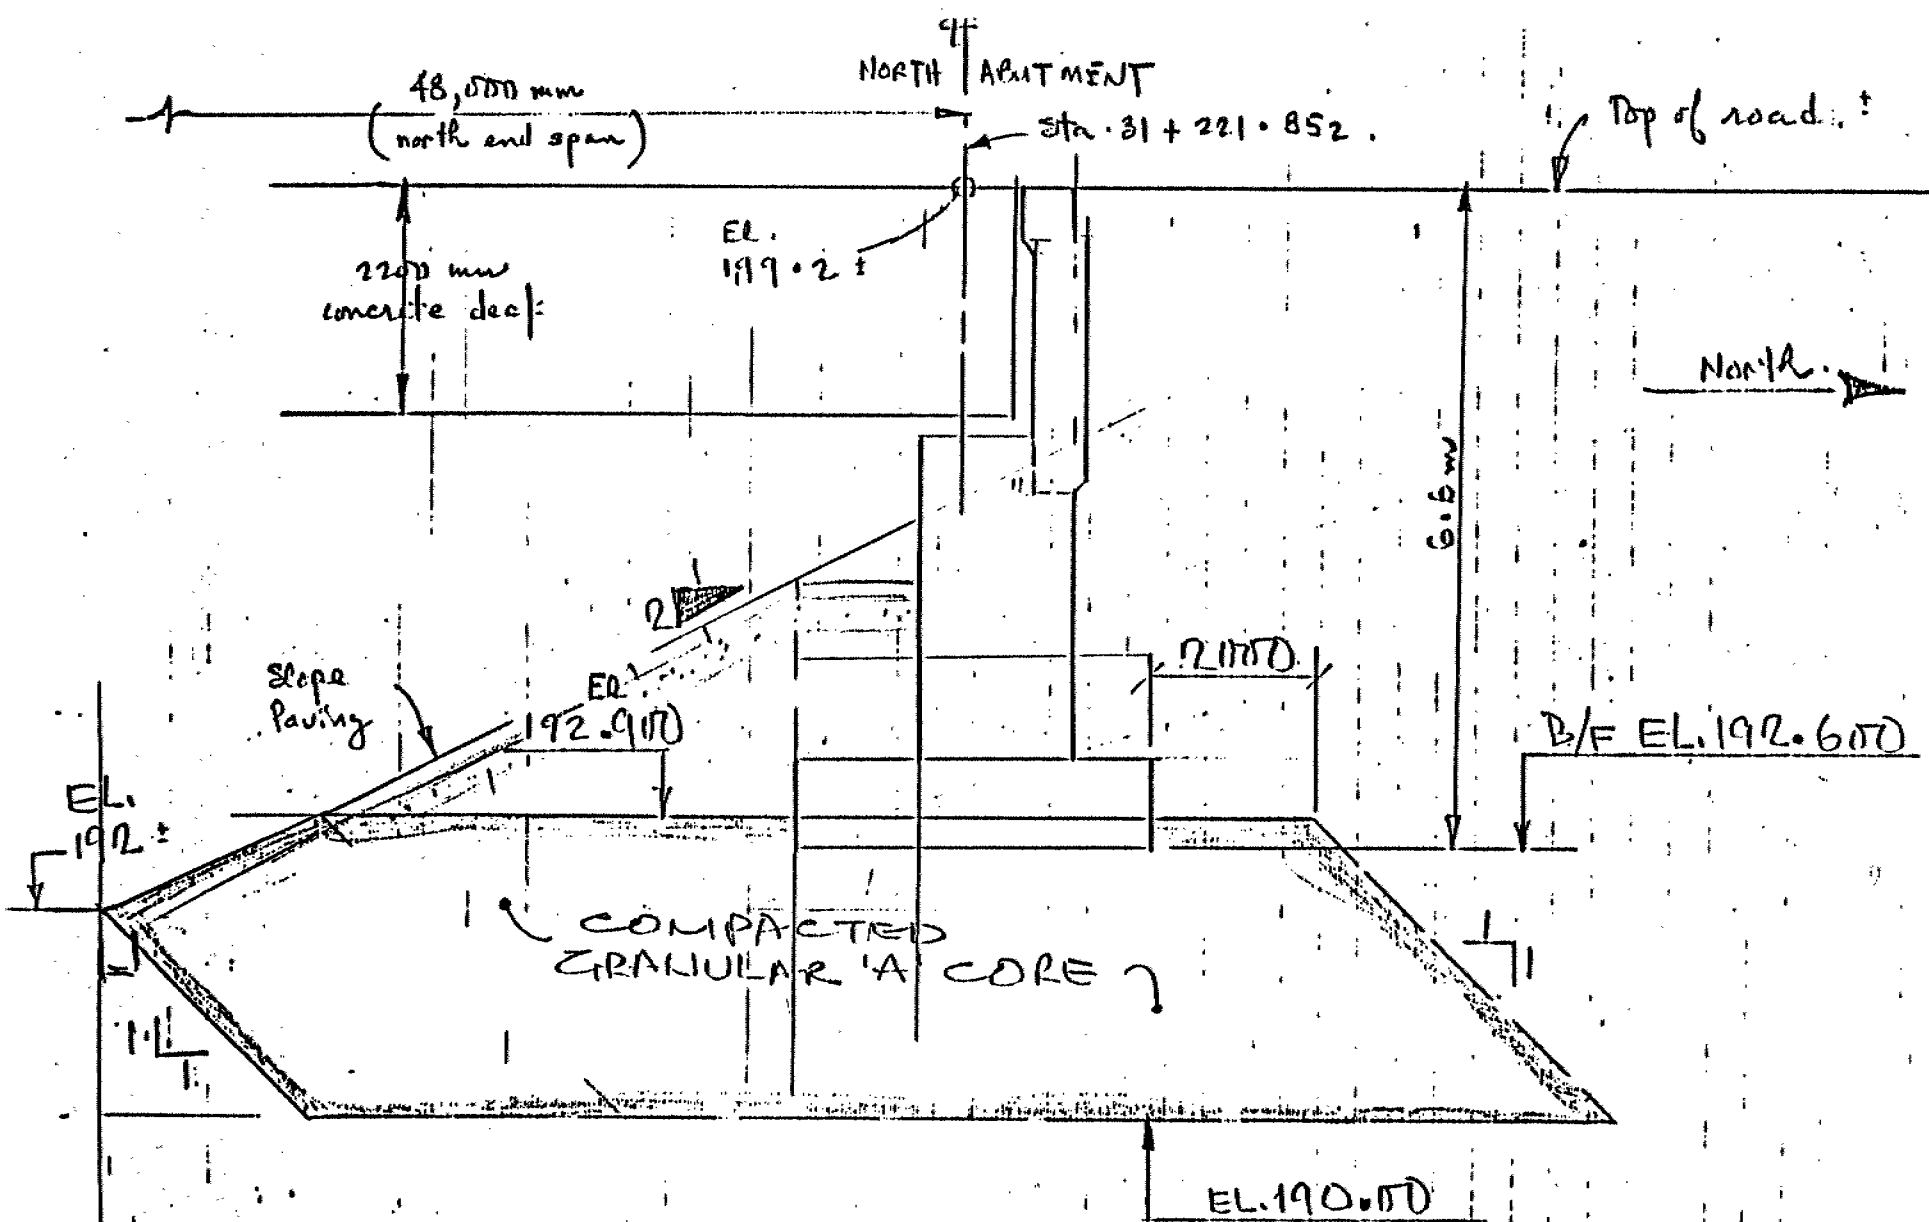 NORTH ABUTMENT
48,000 mm
(north end span)
Sta. 31 + 221.852.
Top of road. ±
El.
199.2 ±
2200 mm
concrete deck
North.
6.6 m
1
2
2000
Slope
Paving
El
192.900
B/F EL. 192.600
EL.
192 ±
COMPACTED
GRANULAR 'A' CORE
1
1
1
1
EL. 190.00